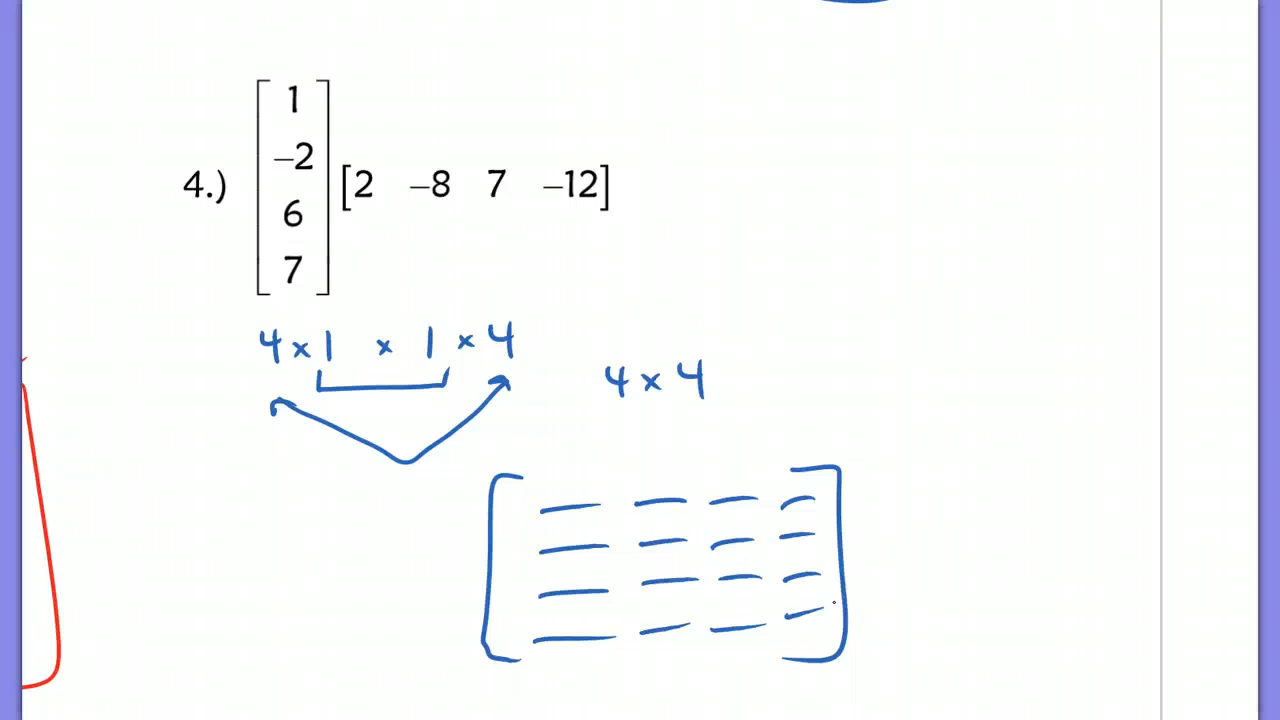 4.) [1 –2 6 7] [2 –8 7 –12]
4 × 1 × 1 × 4
4 × 4